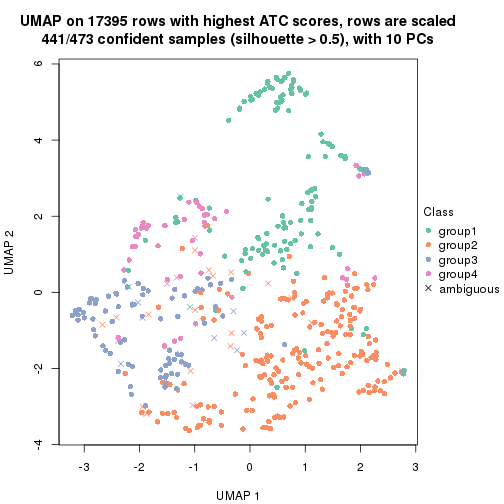 UMAP on 17395 rows with highest ATC scores, rows are scaled
441/473 confident samples (silhouette > 0.5), with 10 PCs
6
4
2
0
-2
-4
UMAP 2
-3
-2
-1
0
1
2
3
UMAP 1
Class
group1
group2
group3
group4
ambiguous